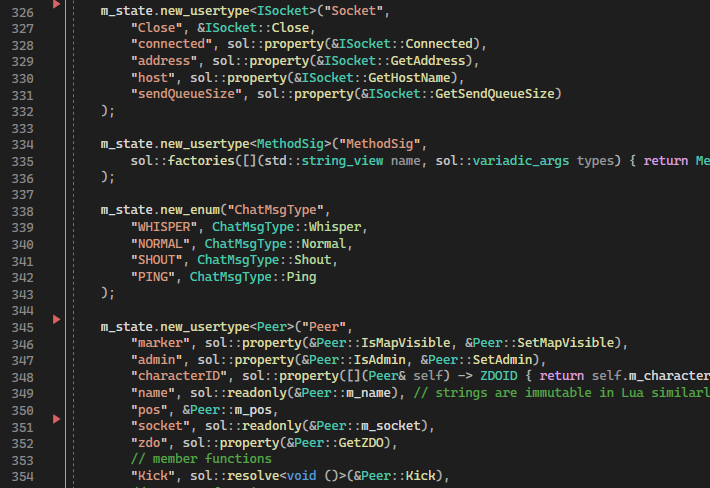 326 m_state.new_usertype<ISocket>("Socket",
327 "Close", &ISocket::Close,
328 "connected", sol::property(&ISocket::Connected),
329 "address", sol::property(&ISocket::GetAddress),
330 "host", sol::property(&ISocket::GetHostName),
331 "sendQueueSize", sol::property(&ISocket::GetSendQueueSize)
332 );
333
334 m_state.new_usertype<MethodSig>("MethodSig",
335 sol::factories([](std::string_view name, sol::variadic_args types) { return Me
336 );
337
338 m_state.new_enum("ChatMsgType",
339 "WHISPER", ChatMsgType::Whisper,
340 "NORMAL", ChatMsgType::Normal,
341 "SHOUT", ChatMsgType::Shout,
342 "PING", ChatMsgType::Ping
343 );
344
345 m_state.new_usertype<Peer>("Peer",
346 "marker", sol::property(&Peer::IsMapVisible, &Peer::SetMapVisible),
347 "admin", sol::property(&Peer::IsAdmin, &Peer::SetAdmin),
348 "characterID", sol::property([](Peer& self) -> ZDOID { return self.m_character
349 "name", sol::readonly(&Peer::m_name), // strings are immutable in Lua similarl
350 "pos", &Peer::m_pos,
351 "socket", sol::readonly(&Peer::m_socket),
352 "zdo", sol::property(&Peer::GetZDO),
353 // member functions
354 "Kick", sol::resolve<void ()>(&Peer::Kick),